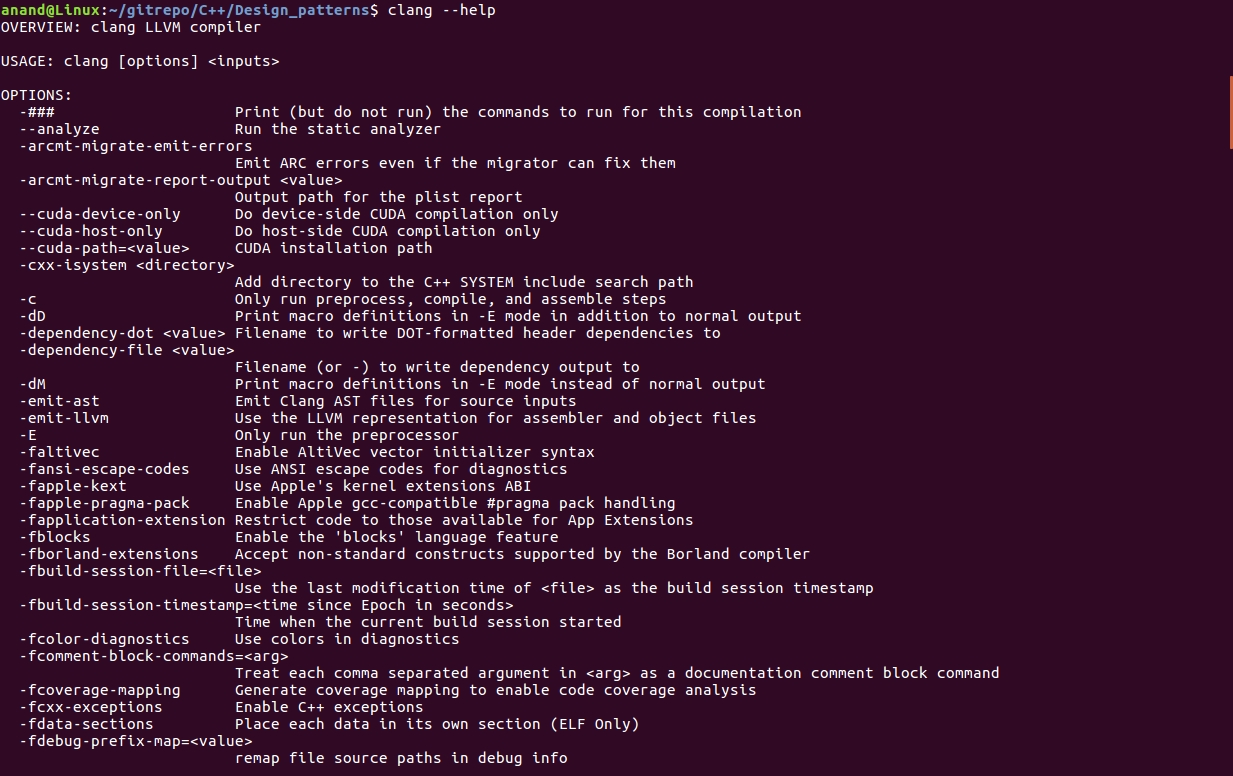 anand@Linux:~/gitrepo/C++/Design_patterns$ clang --help
OVERVIEW: clang LLVM compiler
USAGE: clang [options] <inputs>
OPTIONS:
  -###                    Print (but do not run) the commands to run for this compilation
  --analyze               Run the static analyzer
  -arcmt-migrate-emit-errors
                          Emit ARC errors even if the migrator can fix them
  -arcmt-migrate-report-output <value>
                          Output path for the plist report
  --cuda-device-only      Do device-side CUDA compilation only
  --cuda-host-only        Do host-side CUDA compilation only
  --cuda-path=<value>     CUDA installation path
  -cxx-isystem <directory>
                          Add directory to the C++ SYSTEM include search path
  -c                      Only run preprocess, compile, and assemble steps
  -dD                     Print macro definitions in -E mode in addition to normal output
  -dependency-dot <value> Filename to write DOT-formatted header dependencies to
  -dependency-file <value>
                          Filename (or -) to write dependency output to
  -dM                     Print macro definitions in -E mode instead of normal output
  -emit-ast               Emit Clang AST files for source inputs
  -emit-llvm              Use the LLVM representation for assembler and object files
  -E                      Only run the preprocessor
  -faltivec               Enable AltiVec vector initializer syntax
  -fansi-escape-codes     Use ANSI escape codes for diagnostics
  -fapple-kext            Use Apple's kernel extensions ABI
  -fapple-pragma-pack     Enable Apple gcc-compatible #pragma pack handling
  -fapplication-extension Restrict code to those available for App Extensions
  -fblocks                Enable the 'blocks' language feature
  -fborland-extensions    Accept non-standard constructs supported by the Borland compiler
  -fbuild-session-file=<file>
                          Use the last modification time of <file> as the build session timestamp
  -fbuild-session-timestamp=<time since Epoch in seconds>
                          Time when the current build session started
  -fcolor-diagnostics     Use colors in diagnostics
  -fcomment-block-commands=<arg>
                          Treat each comma separated argument in <arg> as a documentation comment block command
  -fcoverage-mapping      Generate coverage mapping to enable code coverage analysis
  -fcxx-exceptions        Enable C++ exceptions
  -fdata-sections         Place each data in its own section (ELF Only)
  -fdebug-prefix-map=<value>
                          remap file source paths in debug info